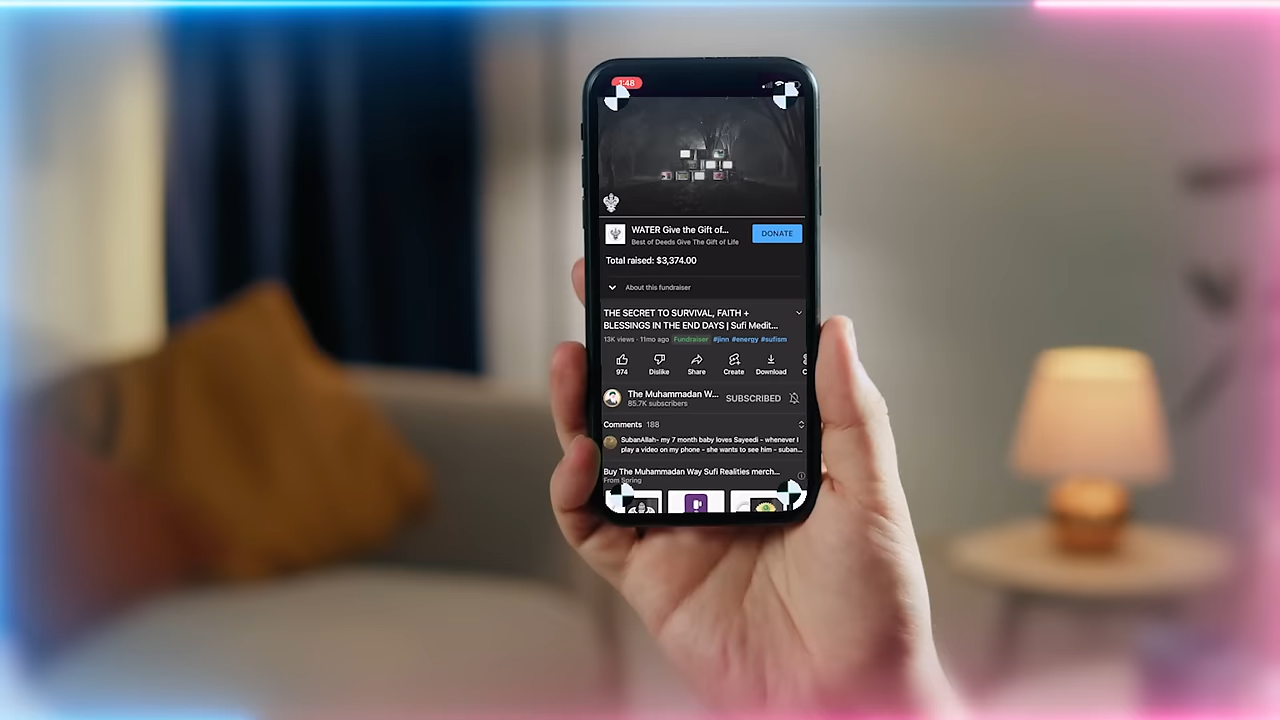 1:48
WATER Give the Gift of...
Best of Deeds Give The Gift of Life
DONATE
Total raised: $3,374.00
About this fundraiser
THE SECRET TO SURVIVAL, FAITH +
BLESSINGS IN THE END DAYS | Sufi Medit...
13K views · 11mo ago Fundraiser #jinn #energy #sufism
974 Dislike Share Create Download
The Muhammadan W...
85.7K subscribers
SUBSCRIBED
Comments 188
SubanAllah- my 7 month baby loves Sayeedi - whenever I
play a video on my phone - she wants to see him - suban...
Buy The Muhammadan Way Sufi Realities merch...
From Spring